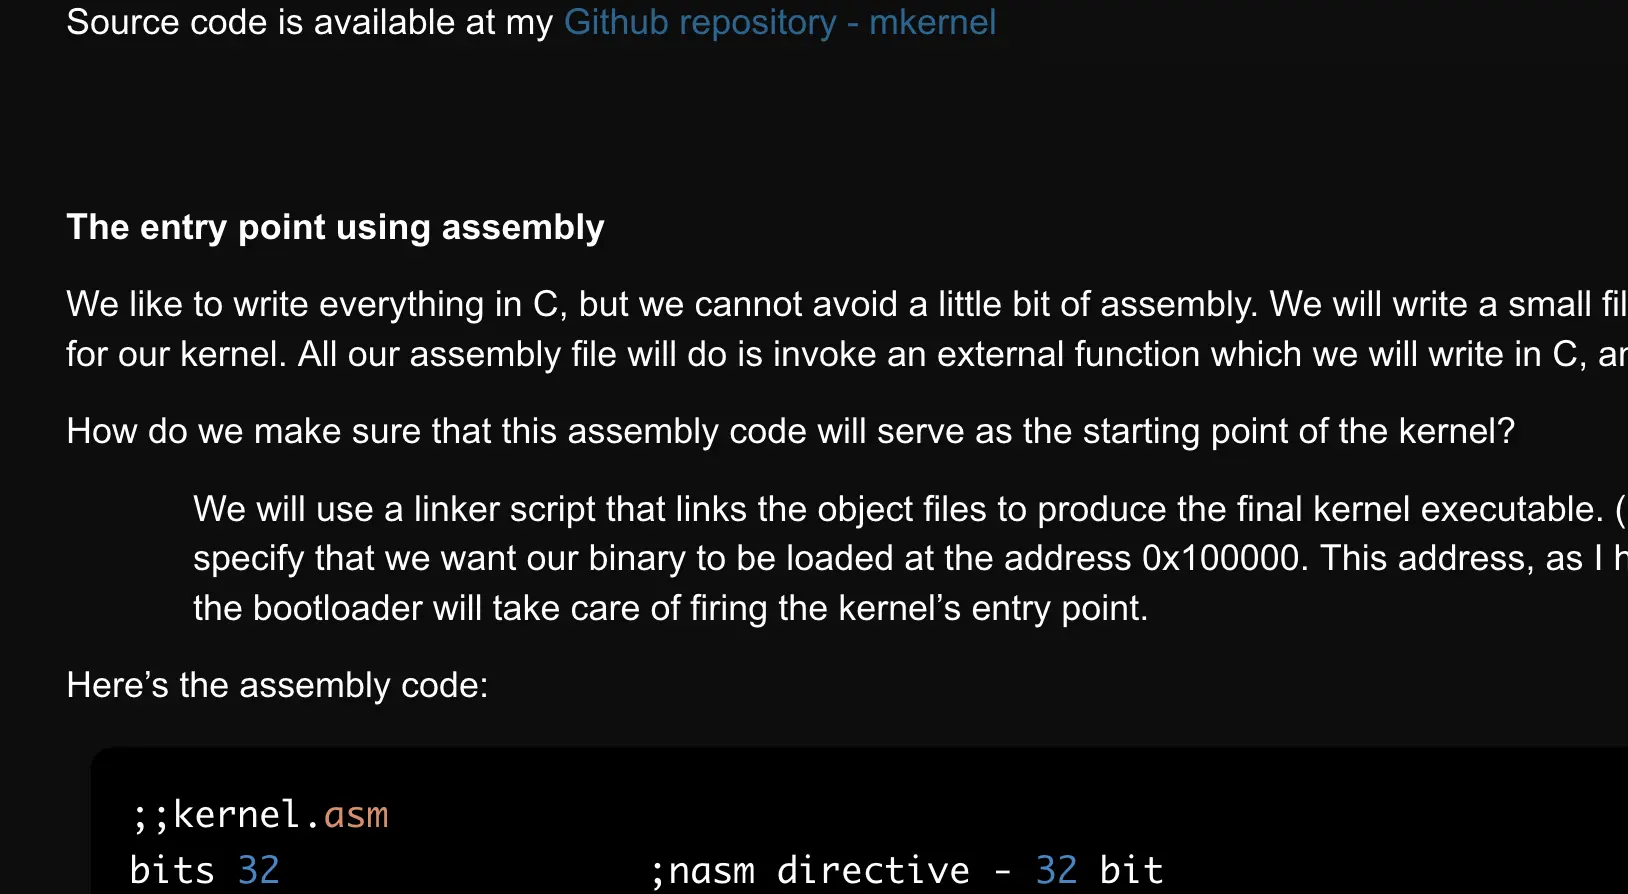 Source code is available at my Github repository - mkernel
The entry point using assembly
We like to write everything in C, but we cannot avoid a little bit of assembly. We will write a small
for our kernel. All our assembly file will do is invoke an external function which we will write in C,
How do we make sure that this assembly code will serve as the starting point of the kernel?
We will use a linker script that links the object files to produce the final kernel executable. (
specify that we want our binary to be loaded at the address 0x100000. This address, as I
the bootloader will take care of firing the kernel’s entry point.
Here’s the assembly code:
;;kernel.asm
bits 32 ;nasm directive - 32 bit